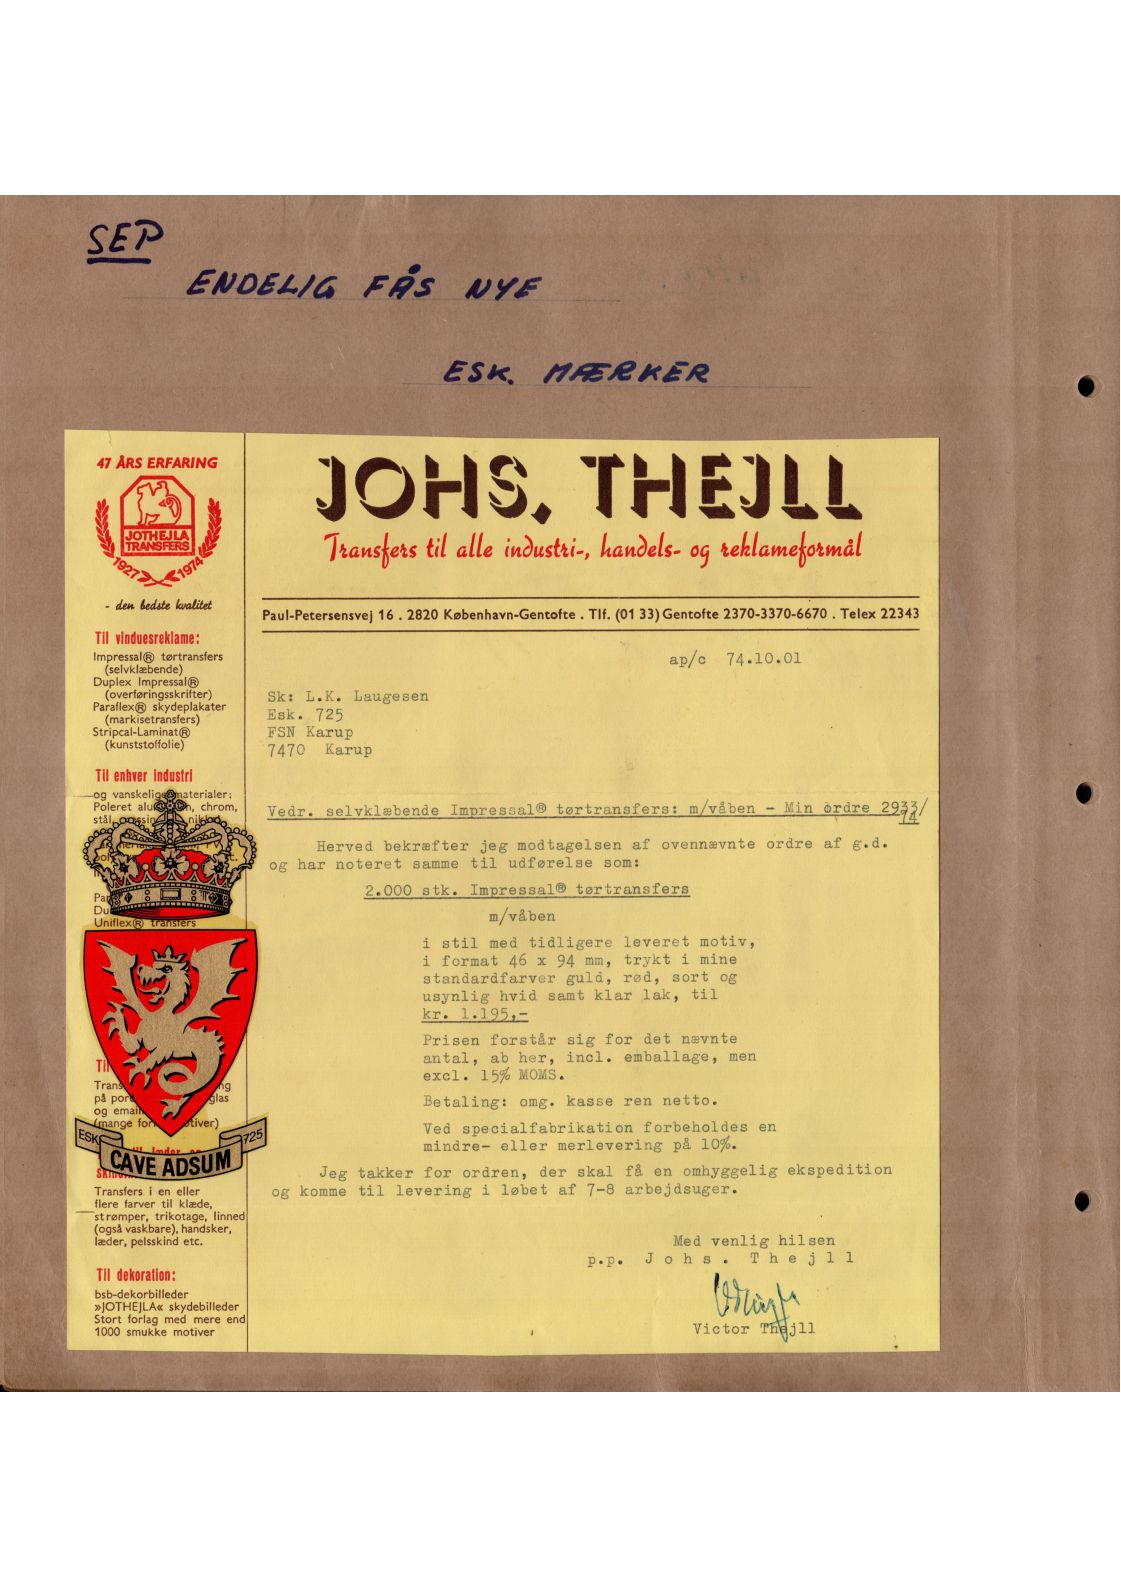 SEP
ENDELIG FÅS NYE
ESK. MÆRKER
47 ÅRS ERFARING
JOTHEJLA
TRANSFERS
1927 1974
- den bedste kvalitet
Til vinduesreklame:
Impressal® tørtransfers
(selvklæbende)
Duplex Impressal®
(overføringsskrifter)
Paraflex® skydeplakater
(markisetransfers)
Stripcal-Laminat®
(kunststoffolie)
Til enhver industri
og vanskelige materialer:
Poleret chrom,
stål,
Uniflex® transfers
på
og
(mange
ESK 725
CAVE ADSUM
Transfers i en eller
flere farver til klæde,
strømper, trikotage, linned
(også vaskbare), handsker,
læder, pelsskind etc.
Til dekoration:
bsb-dekorbilleder
»JOTHEJLA« skydebilleder
Stort forlag med mere end
1000 smukke motiver
JOHS. THEJLL
Transfers til alle industri-, handels- og reklameformål
Paul-Petersensvej 16 . 2820 København-Gentofte . Tlf. (01 33) Gentofte 2370-3370-6670 . Telex 22343
ap/c 74.10.01
Sk: L.K. Laugesen
Esk. 725
FSN Karup
7470 Karup
Vedr. selvklæbende Impressal® tørtransfers: m/våben - Min ordre 2933/
74
Herved bekræfter jeg modtagelsen af ovennævnte ordre af g.d.
og har noteret samme til udførelse som:
2.000 stk. Impressal® tørtransfers
m/våben
i stil med tidligere leveret motiv,
i format 46 x 94 mm, trykt i mine
standardfarver guld, rød, sort og
usynlig hvid samt klar lak, til
kr. 1.195,-
Prisen forstår sig for det nævnte
antal, ab her, incl. emballage, men
excl. 15% MOMS.
Betaling: omg. kasse ren netto.
Ved specialfabrikation forbeholdes en
mindre- eller merlevering på 10%.
Jeg takker for ordren, der skal få en omhyggelig ekspedition
og komme til levering i løbet af 7-8 arbejdsuger.
Med venlig hilsen
p.p. Johs. Thejll
Victor Thejll